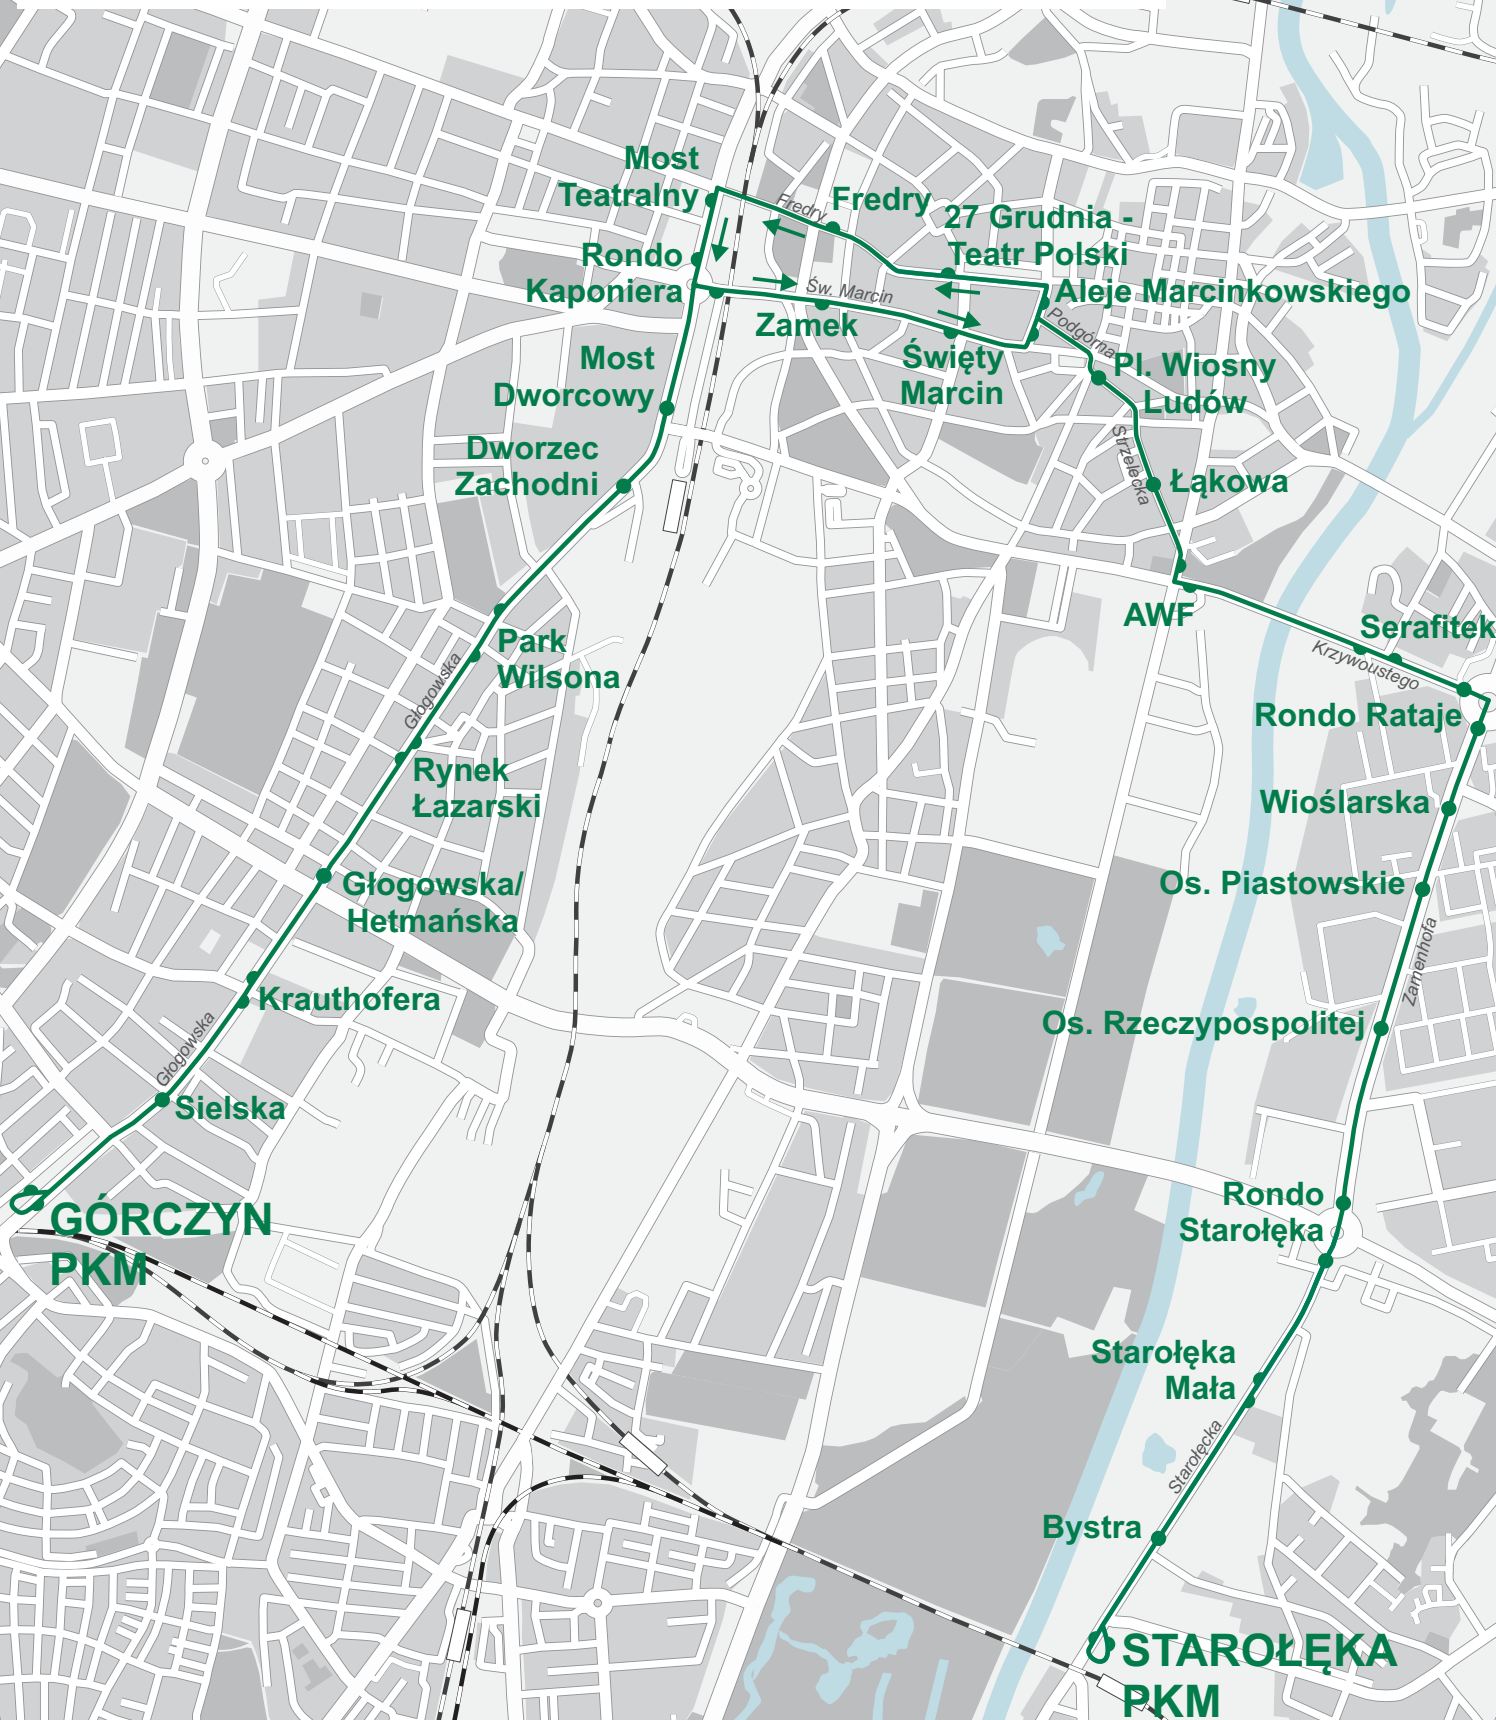 Most
Teatralny
Fredry
Fredry
27 Grudnia -
Teatr Polski
Rondo
Kaponiera
Św. Marcin
Aleje Marcinkowskiego
Zamek
Podgórna
Święty
Marcin
Most
Dworcowy
Pl. Wiosny
Ludów
Dworzec
Zachodni
Strzelecka
Łąkowa
AWF
Serafitek
Krzywoustego
Park
Wilsona
Głogowska
Rondo Rataje
Rynek
Łazarski
Wioślarska
Głogowska/
Hetmańska
Os. Piastowskie
Zamenhofa
Krauthofera
Os. Rzeczypospolitej
Głogowska
Sielska
GÓRCZYN
PKM
Rondo
Starołęka
Starołęka
Mała
Starołęcka
Bystra
STAROŁĘKA
PKM